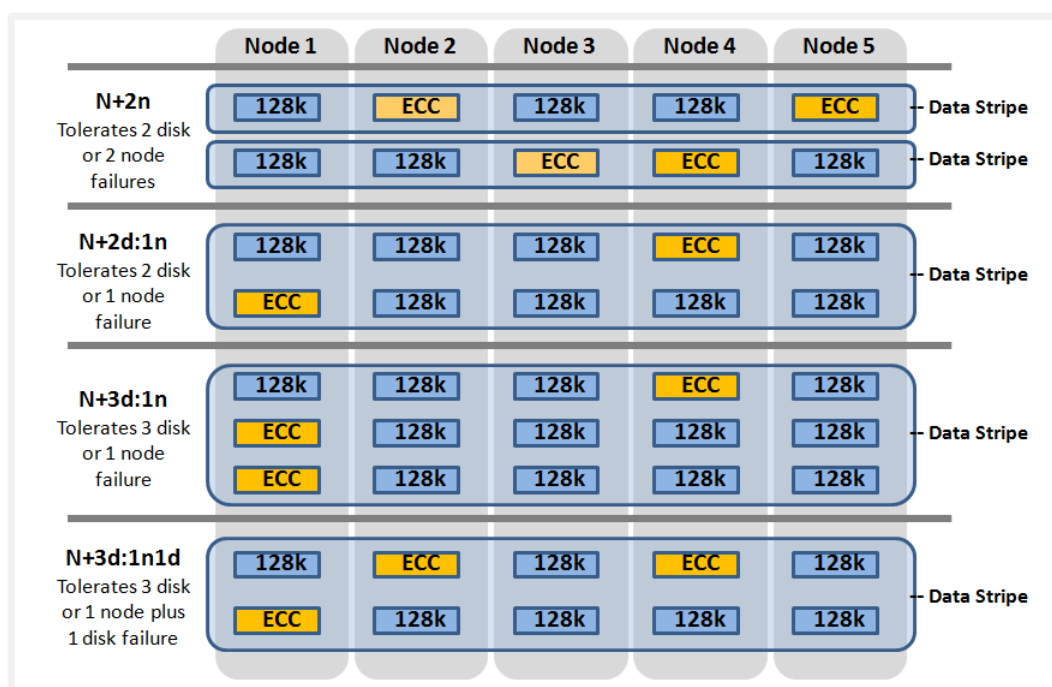 Node 1 Node 2 Node 3 Node 4 Node 5
N+2n
Tolerates 2 disk
or 2 node
failures
128k ECC 128k 128k ECC -- Data Stripe
128k 128k ECC ECC 128k -- Data Stripe
N+2d:1n
Tolerates 2 disk
or 1 node
failure
128k 128k 128k ECC 128k
-- Data Stripe
ECC 128k 128k 128k 128k
N+3d:1n
Tolerates 3 disk
or 1 node
failure
128k 128k 128k ECC 128k
ECC 128k 128k 128k 128k -- Data Stripe
ECC 128k 128k 128k 128k
N+3d:1n1d
Tolerates 3 disk
or 1 node plus
1 disk failure
128k ECC 128k ECC 128k
-- Data Stripe
ECC 128k 128k 128k 128k